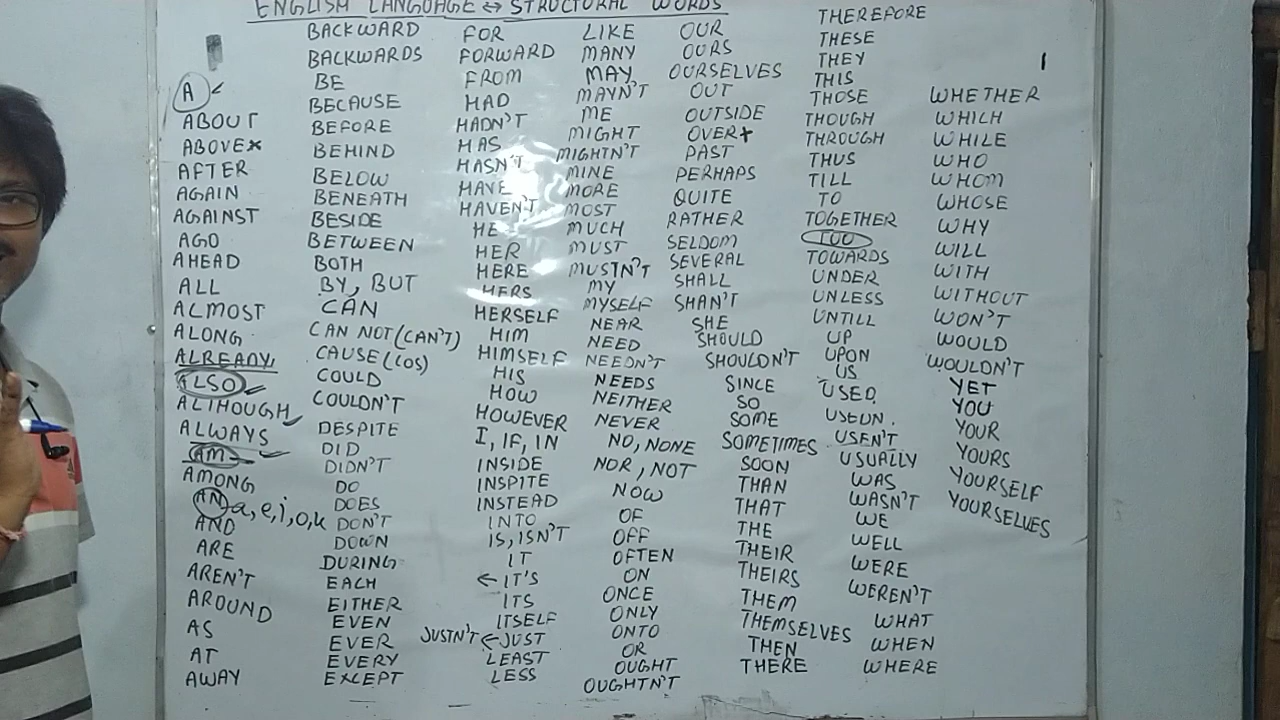 ENGLISH LANGUAGE ↔ STRUCTURAL WORDS
A
ABOUT
ABOVE×
AFTER
AGAIN
AGAINST
AGO
AHEAD
ALL
ALMOST
ALONG
ALREADY
ALSO
ALTHOUGH
ALWAYS
AM
AMONG
AN a, e, i, o, u
AND
ARE
AREN'T
AROUND
AS
AT
AWAY
BACKWARD
BACKWARDS
BE
BECAUSE
BEFORE
BEHIND
BELOW
BENEATH
BESIDE
BETWEEN
BOTH
BY, BUT
CAN
CAN NOT (CAN'T)
CAUSE (COS)
COULD
COULDN'T
DESPITE
DID
DIDN'T
DO
DOES
DON'T
DOWN
DURING
EACH
EITHER
EVEN
EVER
EVERY
EXCEPT
FOR
FORWARD
FROM
HAD
HADN'T
HAS
HASN'T
HAVE
HAVEN'T
HE
HER
HERE
HERS
HERSELF
HIM
HIMSELF
HIS
HOW
HOWEVER
I, IF, IN
INSIDE
INSPITE
INSTEAD
INTO
IS, ISN'T
IT
← IT'S
ITS
ITSELF
JUSTN'T ← JUST
LEAST
LESS
LIKE
MANY
MAY
MAYN'T
ME
MIGHT
MIGHTN'T
MINE
MORE
MOST
MUCH
MUST
MUSTN'T
MY
MYSELF
NEAR
NEED
NEEDN'T
NEEDS
NEITHER
NEVER
NO, NONE
NOR, NOT
NOW
OF
OFF
OFTEN
ON
ONCE
ONLY
ONTO
OR
OUGHT
OUGHTN'T
OUR
OURS
OURSELVES
OUT
OUTSIDE
OVER×
PAST
PERHAPS
QUITE
RATHER
SELDOM
SEVERAL
SHALL
SHAN'T
SHE
SHOULD
SHOULDN'T
SINCE
SO
SOME
SOMETIMES
SOON
THAN
THAT
THE
THEIR
THEIRS
THEM
THEMSELVES
THEN
THERE
THEREFORE
THESE
THEY
THIS
THOSE
THOUGH
THROUGH
THUS
TILL
TO
TOGETHER
TOO
TOWARDS
UNDER
UNLESS
UNTILL
UP
UPON
US
USED
USEN'T
USUALLY
WAS
WASN'T
WE
WELL
WERE
WEREN'T
WHAT
WHEN
WHERE
WHETHER
WHICH
WHILE
WHO
WHOM
WHOSE
WHY
WILL
WITH
WITHOUT
WON'T
WOULD
WOULDN'T
YET
YOU
YOUR
YOURS
YOURSELF
YOURSELVES